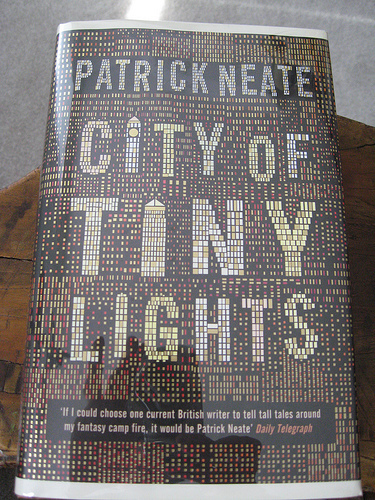 PATRICK NEATE
CITY OF
TINY
LIGHTS
'If I could choose one current British writer to tell tall tales around
my fantasy camp fire, it would be Patrick Neate' Daily Telegraph